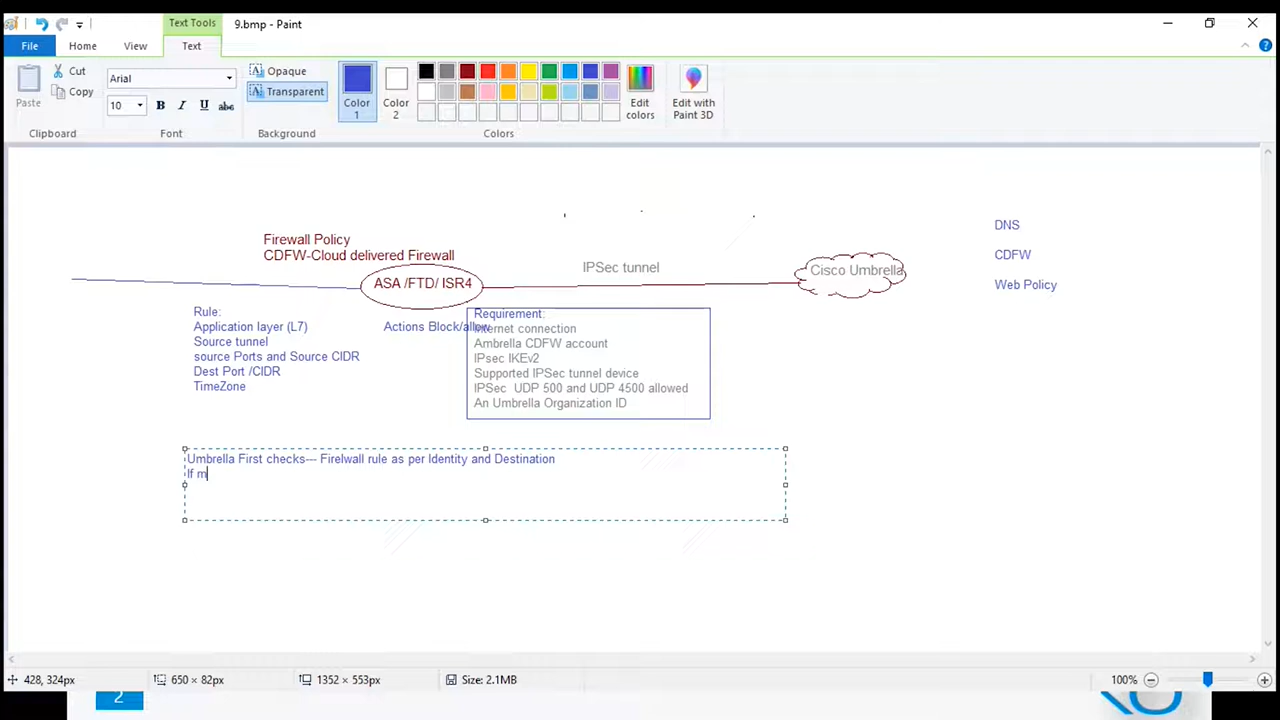 Text Tools
9.bmp - Paint
File
Home
View
Text
Paste
Cut
Copy
Clipboard
Arial
10
B
I
U
abc
Font
Opaque
Transparent
Background
Color 1
Color 2
Edit colors
Colors
Edit with Paint 3D
DNS
Firewall Policy
CDFW-Cloud delivered Firewall
CDFW
IPSec tunnel
Cisco Umbrella
ASA /FTD/ ISR4
Web Policy
Rule:
Application layer (L7)
Source tunnel
source Ports and Source CIDR
Dest Port /CIDR
TimeZone
Actions Block/allow
Requirement:
Internet connection
Ambrella CDFW account
IPsec IKEv2
Supported IPSec tunnel device
IPSec UDP 500 and UDP 4500 allowed
An Umbrella Organization ID
Umbrella First checks--- Firelwall rule as per Identity and Destination
If m
428, 324px
650 × 82px
1352 × 553px
Size: 2.1MB
100%
2